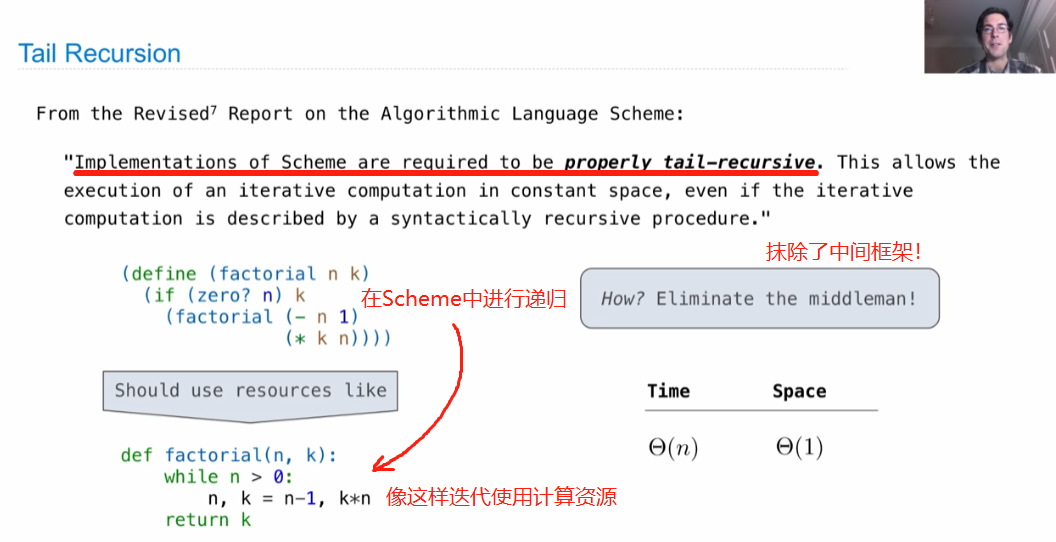 Tail Recursion
From the Revised⁷ Report on the Algorithmic Language Scheme:
"Implementations of Scheme are required to be properly tail-recursive. This allows the
execution of an iterative computation in constant space, even if the iterative
computation is described by a syntactically recursive procedure."
抹除了中间框架！
(define (factorial n k)
(if (zero? n) k
(factorial (- n 1)
(* k n))))
在Scheme中进行递归
How? Eliminate the middleman!
Should use resources like
Time Space
Θ(n) Θ(1)
def factorial(n, k):
while n > 0:
n, k = n-1, k*n
return k
像这样迭代使用计算资源